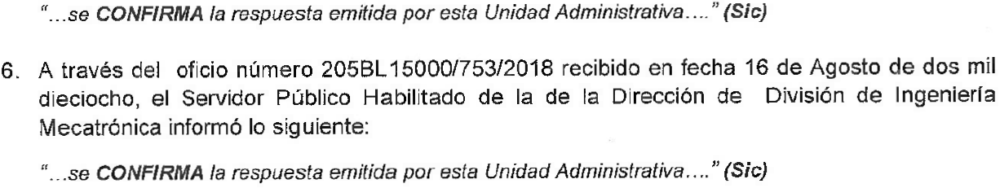 “...se CONFIRMA la respuesta emitida por esta Unidad Administrativa....” (Sic)
6. A través del oficio número 205BL15000/753/2018 recibido en fecha 16 de Agosto de dos mil
dieciocho, el Servidor Público Habilitado de la de la Dirección de División de Ingeniería
Mecatrónica informó lo siguiente:
“...se CONFIRMA la respuesta emitida por esta Unidad Administrativa....” (Sic)